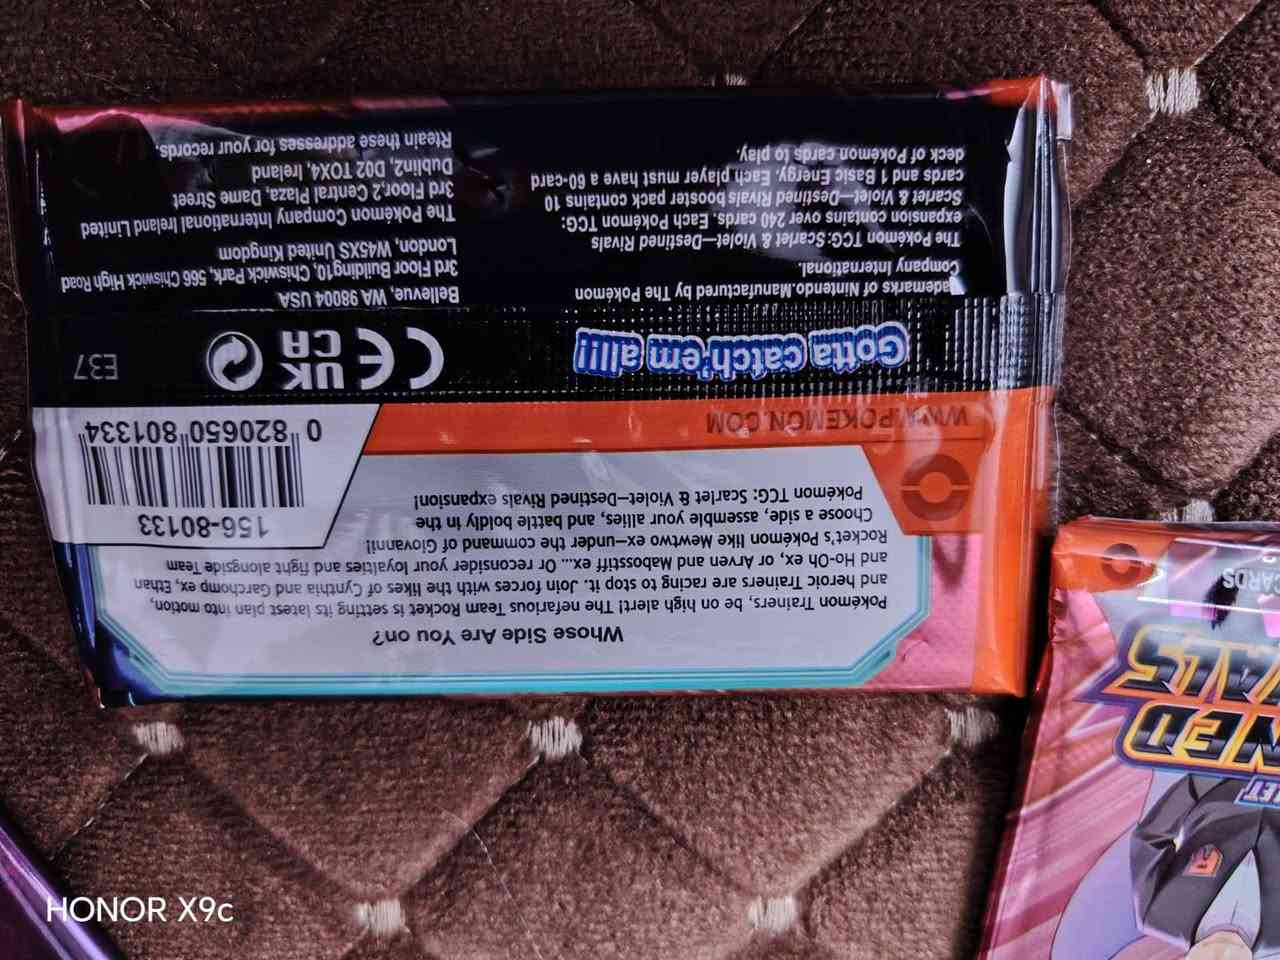 Whose Side Are You on?
Pokémon Trainers, be on high alert! The nefarious Team Rocket is setting its latest plan into motion,
and heroic Trainers are racing to stop it. Join forces with the likes of Cynthia and Garchomp ex, Ethan
and Ho-Oh ex, or Arven and Mabosstiff ex.... Or reconsider your loyalties and fight alongside Team
Rocket's Pokémon like Mewtwo ex—under the command of Giovanni!
Choose a side, assemble your allies, and battle boldly in the
Pokémon TCG: Scarlet & Violet—Destined Rivals expansion!
156-80133
0 820650 801334
WWW.POKEMON.COM
Gotta catch'em all!!!
CE
UK
CA
E37
ademarks of Nintendo.Manufactured by The Pokémon
Company International.
The Pokémon TCG:Scarlet & Violet—Destined Rivals
expansion contains over 240 cards. Each Pokémon TCG:
Scarlet & Violet—Destined Rivals booster pack contains 10
cards and 1 Basic Energy. Each player must have a 60-card
deck of Pokémon cards to play.
Bellevue, WA 98004 USA
3rd Floor Building10, Chiswick Park, 566 Chiswick High Road
London, W45XS United Kingdom
The Pokémon Company International Ireland Limited
3rd Floor,2 Central Plaza, Dame Street
Dublin2, D02 TOX4, Ireland
Rteain these addresses for your records.
ET
NED
VALS
CARDS
R
HONOR X9c